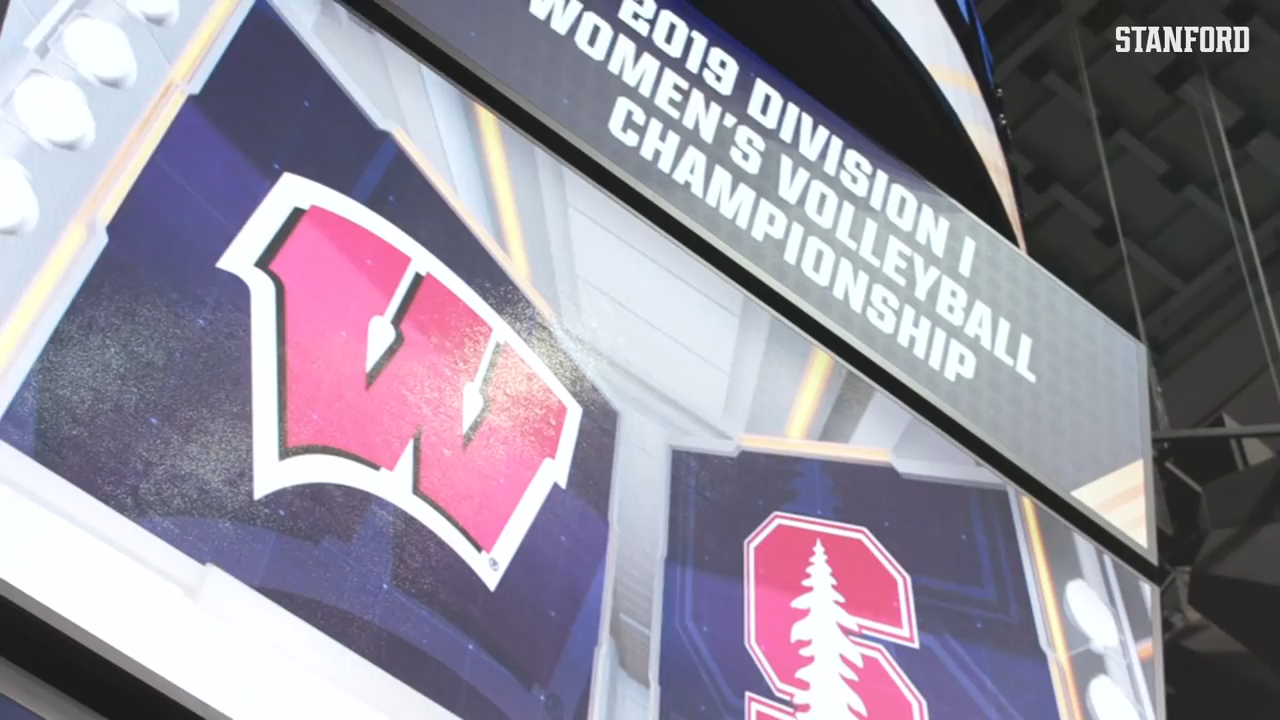 STANFORD
2019 DIVISION I
WOMEN'S VOLLEYBALL
CHAMPIONSHIP
W
®
S